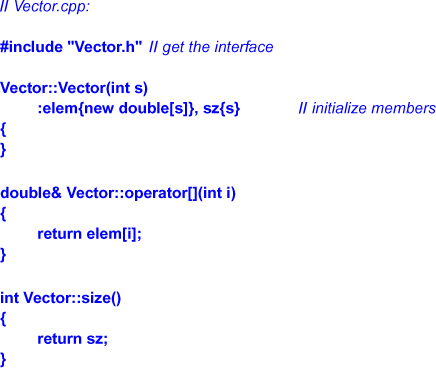 // Vector.cpp:
#include "Vector.h" // get the interface
Vector::Vector(int s)
:elem{new double[s]}, sz{s} // initialize members
{
}
double& Vector::operator[](int i)
{
return elem[i];
}
int Vector::size()
{
return sz;
}